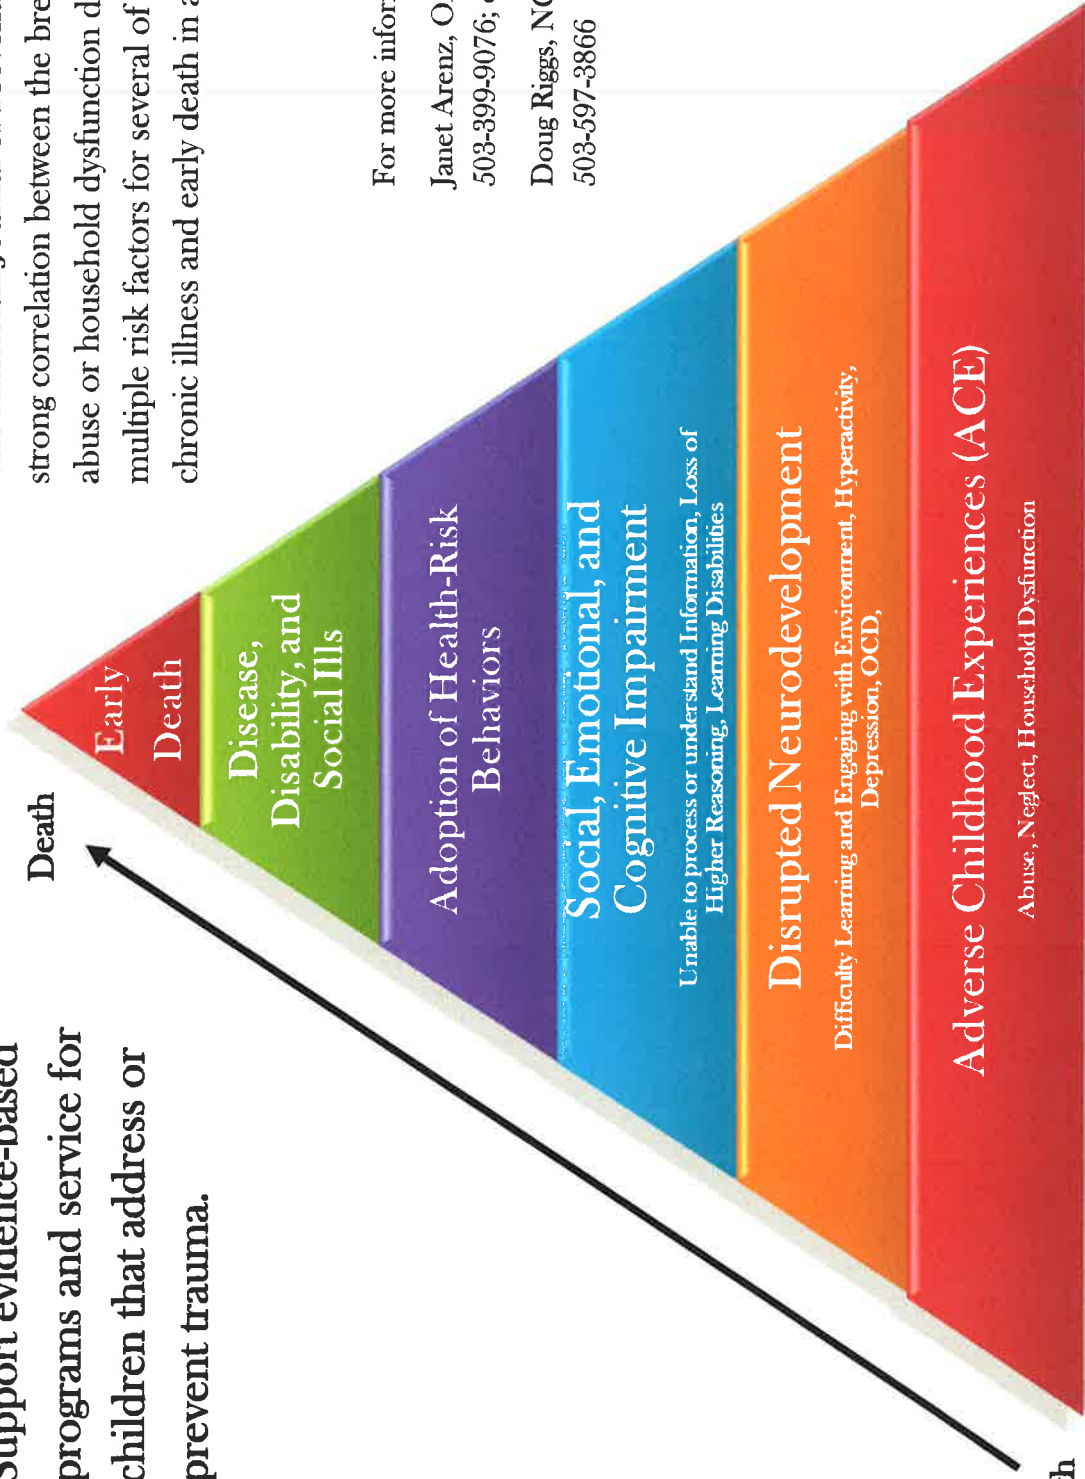 Support evidence-based
programs and service for
children that address or
prevent trauma.
strong correlation between the bre
abuse or household dysfunction d
multiple risk factors for several of
chronic illness and early death in a
For more infor
Janet Arenz, O
503-399-9076;
Doug Riggs, NC
503-597-3866
Death
Early
Death
Disease,
Disability, and
Social Ills
Adoption of Health-Risk
Behaviors
Social, Emotional, and
Cognitive Impairment
Unable to process or understand Information, Loss of
Higher Reasoning, Learning Disabilities
Disrupted Neurodevelopment
Difficulty Learning and Engaging with Environment, Hyperactivity,
Depression, OCD,
Adverse Childhood Experiences (ACE)
Abuse, Neglect, Household Dysfunction
h